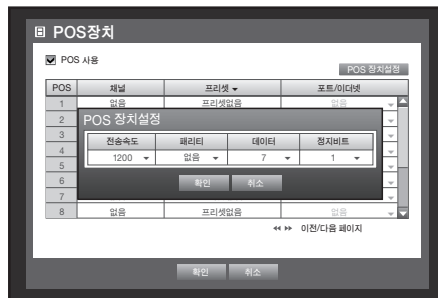 POS장치
POS 사용
POS 장치설정
POS 채널 프리셋 포트/이더넷
1 없음 프리셋없음 없음
2
POS 장치설정
3
전송속도 패리티 데이터 정지비트
4
1200 없음 7 1
5
6
확인 취소
7
8 없음 프리셋없음 없음
이전/다음 페이지
확인 취소